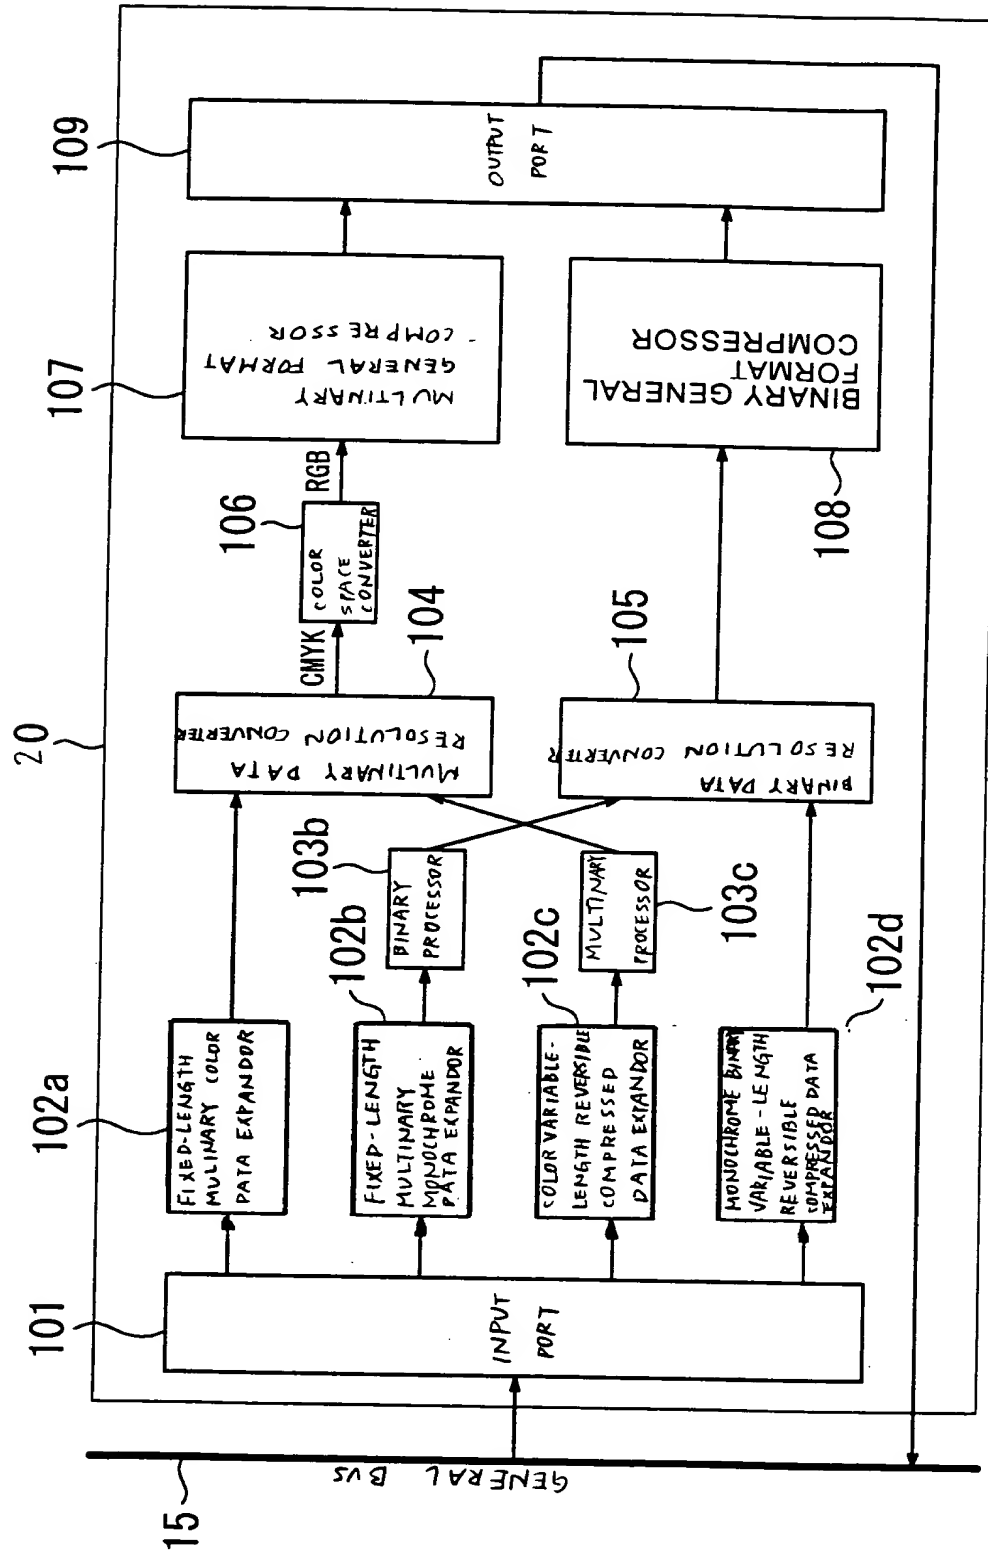 15
GENERAL BUS
20
101
INPUT
PORT
102a
FIXED-LENGTH
MULINARY COLOR
DATA EXPANDOR
102b
FIXED-LENGTH
MULTINARY
MONOCHROME
DATA EXPANDOR
102c
COLOR VARIABLE-
LENGTH REVERSIBLE
COMPRESSED
DATA EXPANDOR
102d
MONOCHROME BINARY
VARIABLE-LENGTH
REVERSIBLE
COMPRESSED DATA
EXPANDOR
103b
BINARY
PROCESSOR
103c
MULTINARY
PROCESSOR
104
MULTINARY DATA
RESOLUTION CONVERTER
105
BINARY DATA
RESOLUTION CONVERTER
CMYK
106
COLOR
SPACE
CONVERTER
RGB
107
MULTINARY
GENERAL FORMAT
COMPRESSOR
108
BINARY GENERAL
FORMAT
COMPRESSOR
109
OUTPUT
PORT